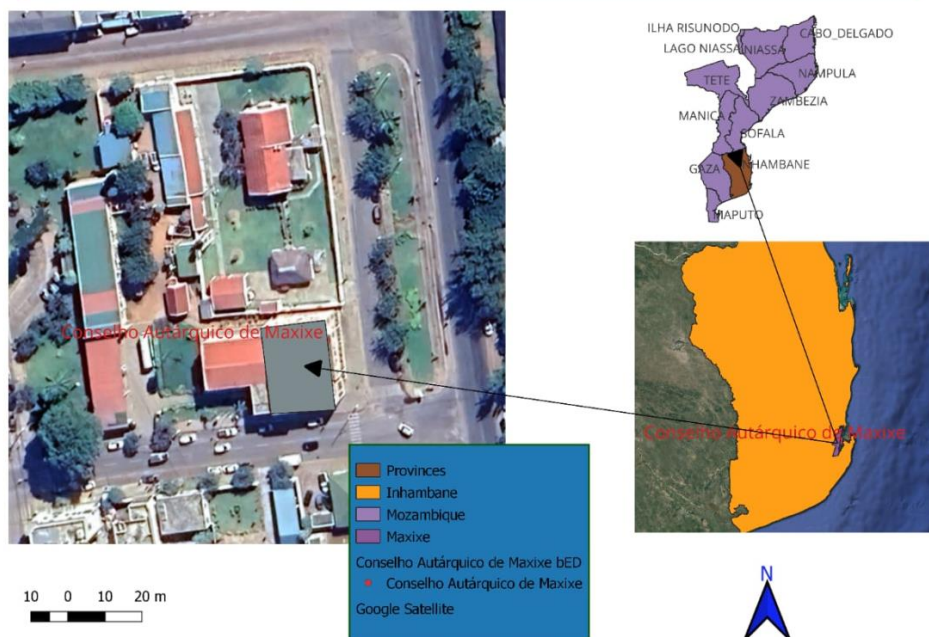 ILHA RISUNODO
CABO_DELGADO
LAGO NIASSA
NIASSA
TETE
NAMPULA
ZAMBEZIA
MANICA
SOFALA
GAZA
NHAMBANE
MAPUTO
Conselho Autárquico de Maxixe
Conselho Autárquico de Maxixe
Provinces
Inhambane
Mozambique
Maxixe
Conselho Autárquico de Maxixe bED
Conselho Autárquico de Maxixe
Google Satellite
10 0 10 20 m
N